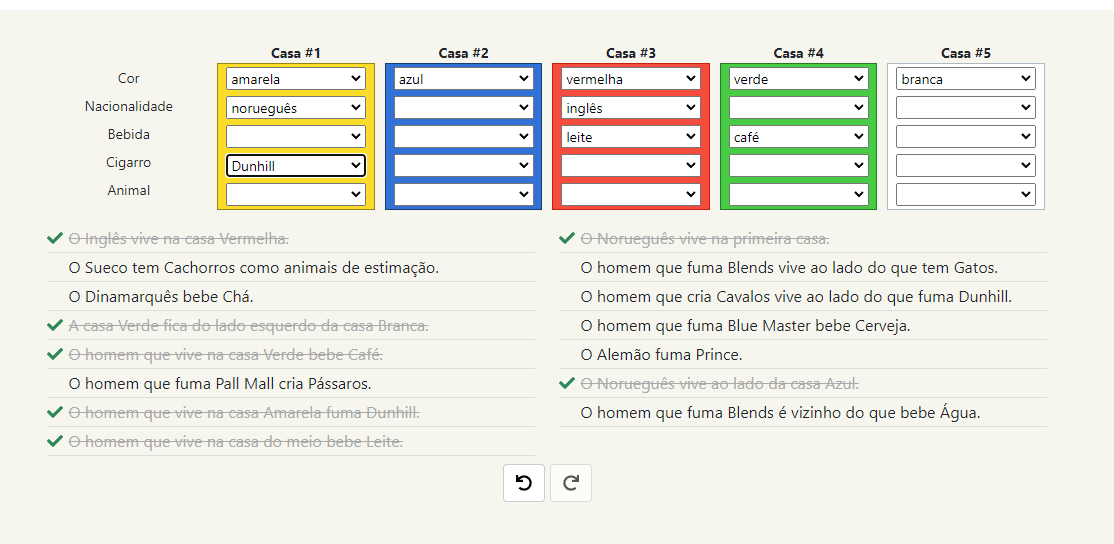 Casa #1 Casa #2 Casa #3 Casa #4 Casa #5
Cor amarela azul vermelha verde branca
Nacionalidade norueguês inglês
Bebida leite café
Cigarro Dunhill
Animal
O Inglês vive na casa Vermelha.
O Sueco tem Cachorros como animais de estimação.
O Dinamarquês bebe Chá.
A casa Verde fica do lado esquerdo da casa Branca.
O homem que vive na casa Verde bebe Café.
O homem que fuma Pall Mall cria Pássaros.
O homem que vive na casa Amarela fuma Dunhill.
O homem que vive na casa do meio bebe Leite.
O Norueguês vive na primeira casa.
O homem que fuma Blends vive ao lado do que tem Gatos.
O homem que cria Cavalos vive ao lado do que fuma Dunhill.
O homem que fuma Blue Master bebe Cerveja.
O Alemão fuma Prince.
O Norueguês vive ao lado da casa Azul.
O homem que fuma Blends é vizinho do que bebe Água.